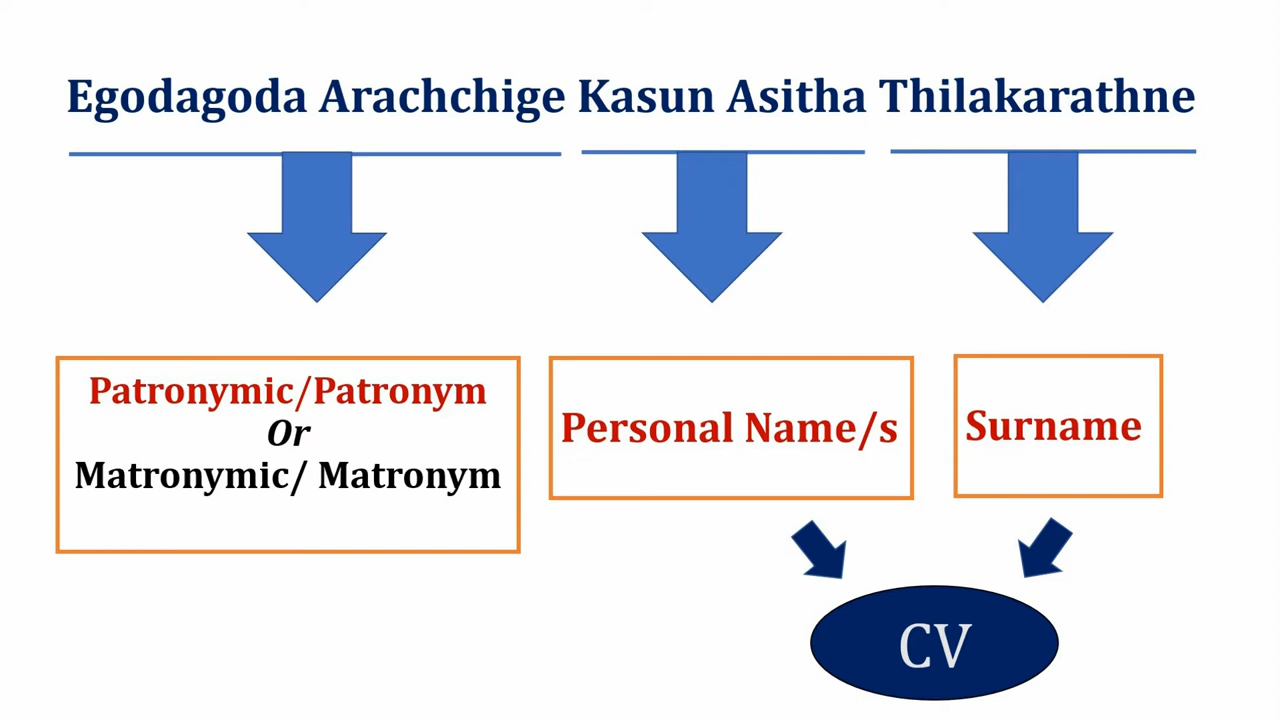 Egodagoda Arachchige Kasun Asitha Thilakarathne
Patronymic/Patronym
Or
Matronymic/ Matronym
Personal Name/s
Surname
CV